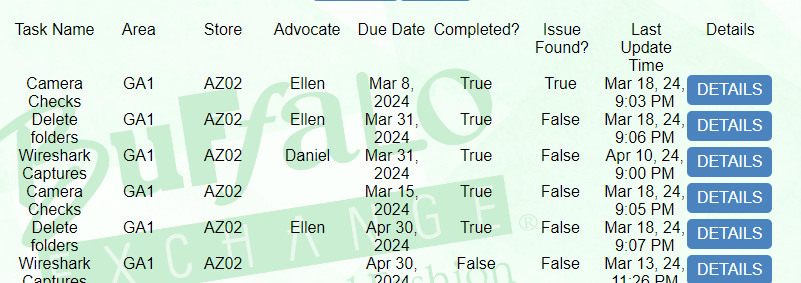 Task Name Area Store Advocate Due Date Completed? Issue Found? Last Update Time Details
Camera Checks GA1 AZ02 Ellen Mar 8, 2024 True True Mar 18, 24, 9:03 PM DETAILS
Delete folders GA1 AZ02 Ellen Mar 31, 2024 True False Mar 18, 24, 9:06 PM DETAILS
Wireshark Captures GA1 AZ02 Daniel Mar 31, 2024 True False Apr 10, 24, 9:00 PM DETAILS
Camera Checks GA1 AZ02 Mar 15, 2024 True False Mar 18, 24, 9:05 PM DETAILS
Delete folders GA1 AZ02 Ellen Apr 30, 2024 True False Mar 18, 24, 9:07 PM DETAILS
Wireshark Captures GA1 AZ02 Apr 30, 2024 False False Mar 13, 24, 11:26 PM DETAILS
Buffalo
EXCHANGE®